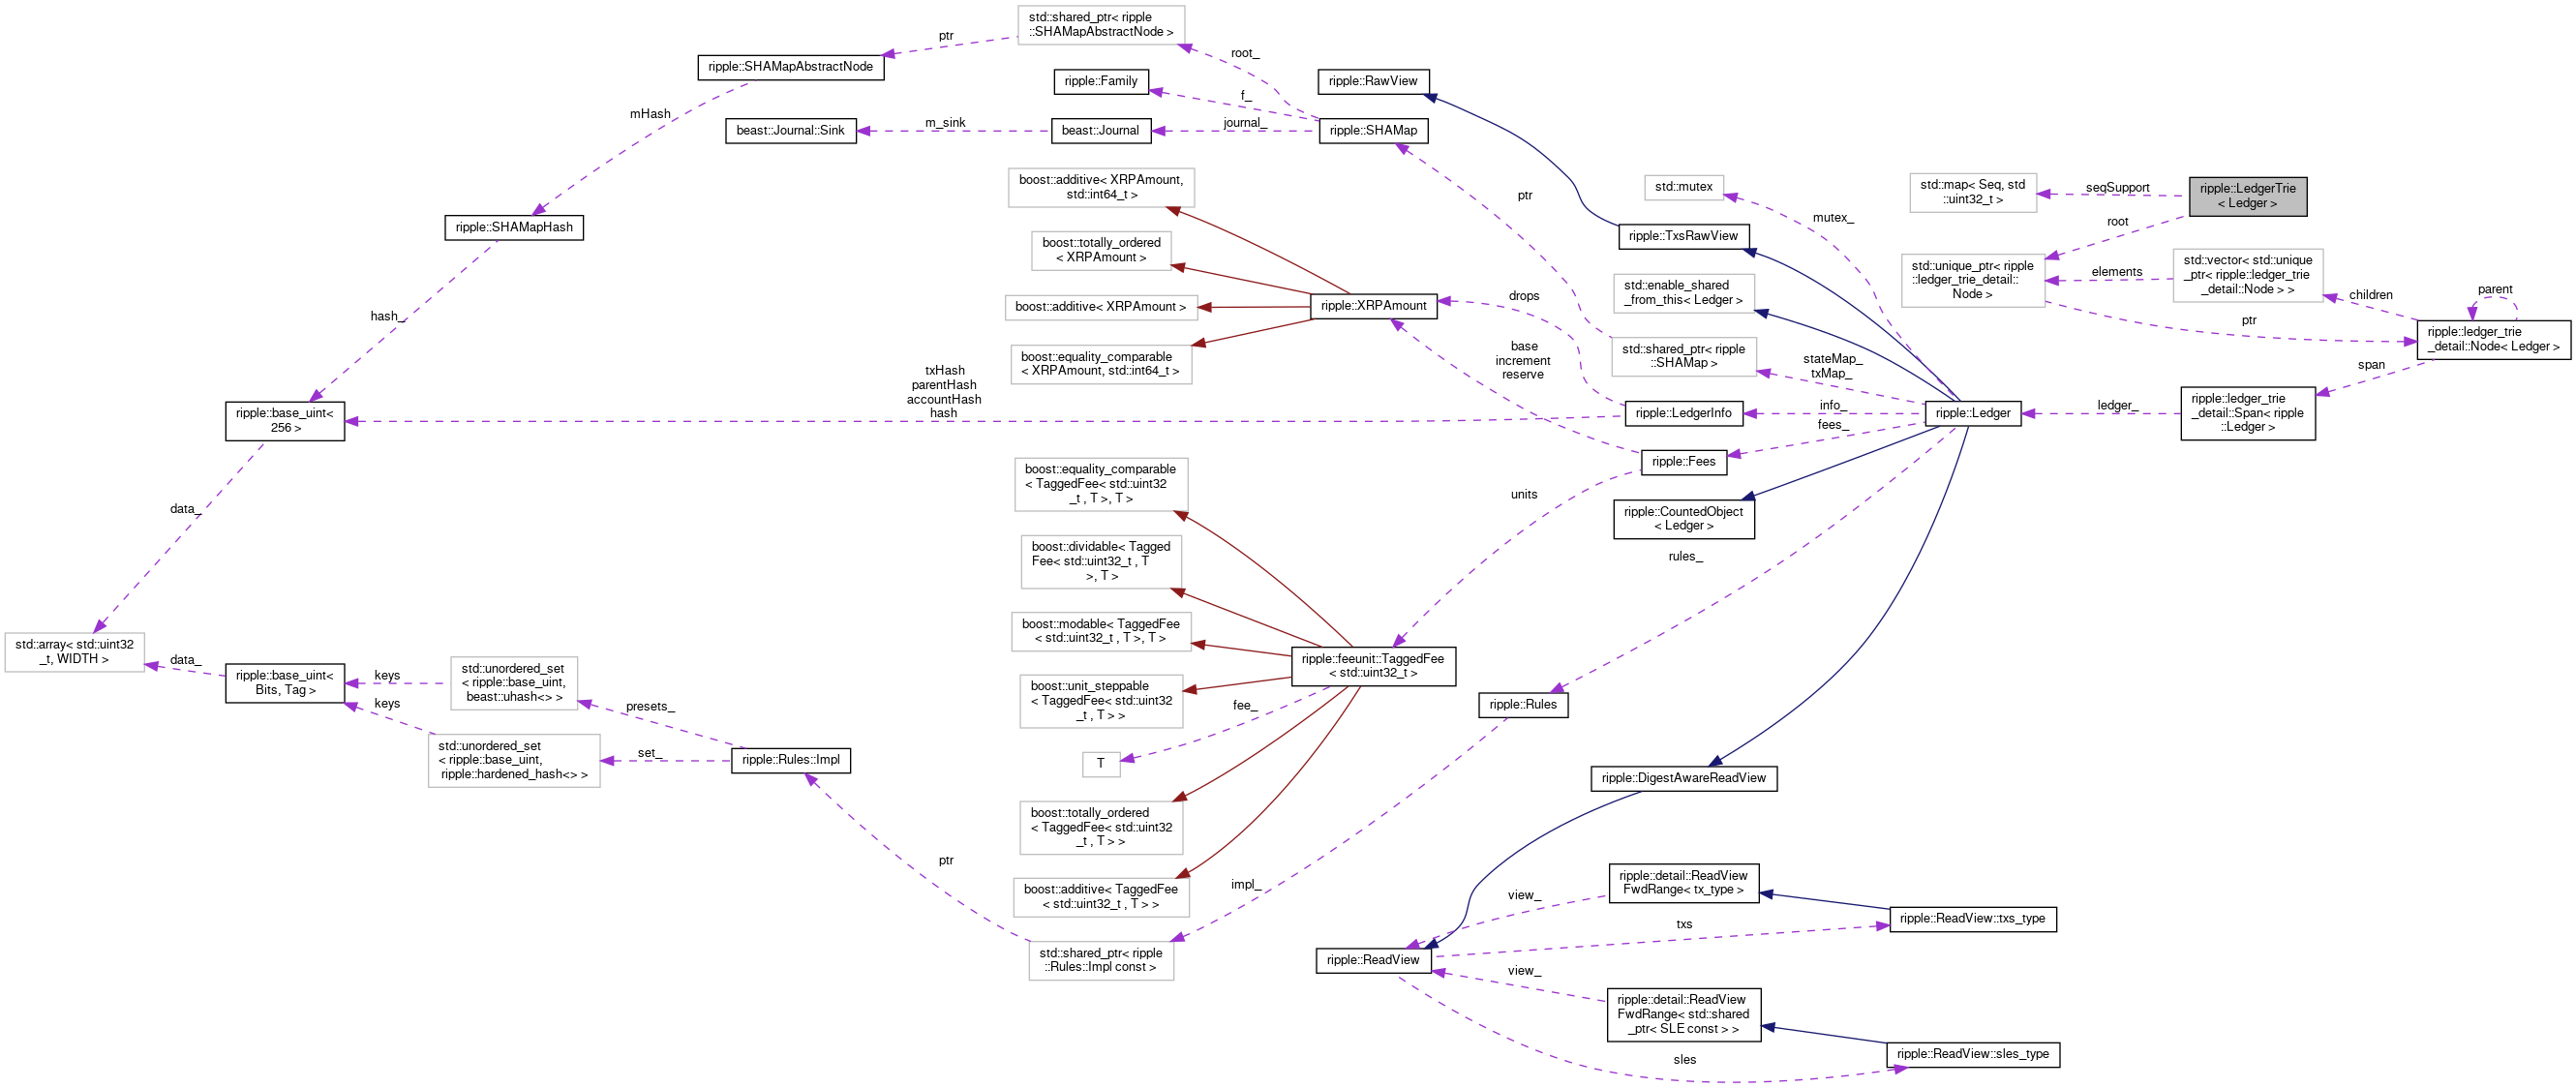 std::shared_ptr< ripple
::SHAMapAbstractNode >
ptr
root_
ripple::SHAMapAbstractNode
ripple::Family
ripple::RawView
f_
mHash
beast::Journal::Sink
m_sink
beast::Journal
journal_
ripple::SHAMap
boost::additive< XRPAmount,
std::int64_t >
ptr
std::mutex
std::map< Seq, std
::uint32_t >
seqSupport
ripple::LedgerTrie
< Ledger >
mutex_
root
ripple::SHAMapHash
ripple::TxsRawView
boost::totally_ordered
< XRPAmount >
std::unique_ptr< ripple
::ledger_trie_detail::
Node >
elements
std::vector< std::unique
_ptr< ripple::ledger_trie
_detail::Node > >
std::enable_shared
_from_this< Ledger >
drops
children
parent
boost::additive< XRPAmount >
ripple::XRPAmount
hash_
ptr
ripple::ledger_trie
_detail::Node< Ledger >
base
increment
reserve
std::shared_ptr< ripple
::SHAMap >
stateMap_
txMap_
boost::equality_comparable
< XRPAmount, std::int64_t >
span
txHash
parentHash
accountHash
hash
ripple::base_uint<
256 >
ripple::LedgerInfo
info_
ripple::Ledger
ledger_
ripple::ledger_trie
_detail::Span< ripple
::Ledger >
fees_
ripple::Fees
boost::equality_comparable
< TaggedFee< std::uint32
_t , T >, T >
units
data_
ripple::CountedObject
< Ledger >
boost::dividable< Tagged
Fee< std::uint32_t , T
>, T >
rules_
std::array< std::uint32
_t, WIDTH >
data_
ripple::base_uint<
Bits, Tag >
keys
keys
std::unordered_set
< ripple::base_uint,
beast::uhash<> >
boost::modable< TaggedFee
< std::uint32_t , T >, T >
ripple::feeunit::TaggedFee
< std::uint32_t >
boost::unit_steppable
< TaggedFee< std::uint32
_t , T > >
presets_
fee_
ripple::Rules
std::unordered_set
< ripple::base_uint,
ripple::hardened_hash<> >
set_
ripple::Rules::Impl
T
ripple::DigestAwareReadView
boost::totally_ordered
< TaggedFee< std::uint32
_t , T > >
ptr
impl_
boost::additive< TaggedFee
< std::uint32_t , T > >
view_
ripple::detail::ReadView
FwdRange< tx_type >
txs
ripple::ReadView::txs_type
std::shared_ptr< ripple
::Rules::Impl const >
ripple::ReadView
view_
ripple::detail::ReadView
FwdRange< std::shared
_ptr< SLE const > >
sles
ripple::ReadView::sles_type